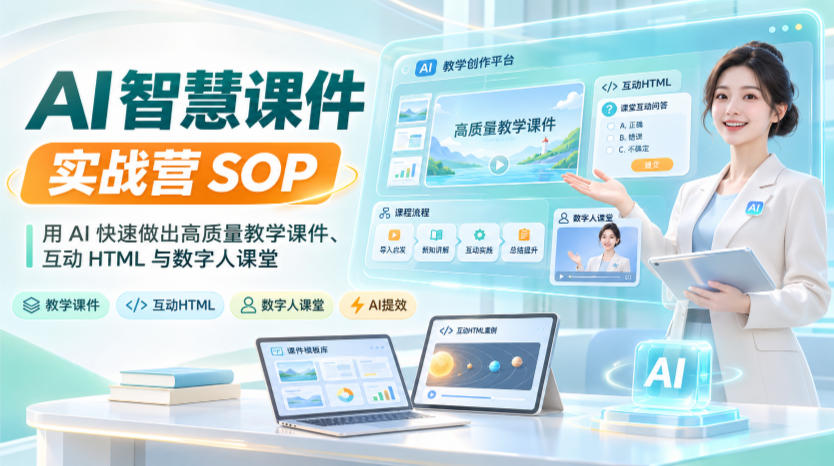 AI智慧课件
实战营 SOP
用 AI 快速做出高质量教学课件、
互动 HTML 与数字人课堂
教学课件
</> 互动HTML
数字人课堂
AI提效
AI 教学创作平台
高质量教学课件
</> 互动HTML
? 课堂互动问答
A. 正确
B. 错误
C. 不确定
提交
课程流程
导入启发
新知讲解
互动实践
总结提升
数字人课堂
AI
课件模板库
</> 互动HTML案例
AI